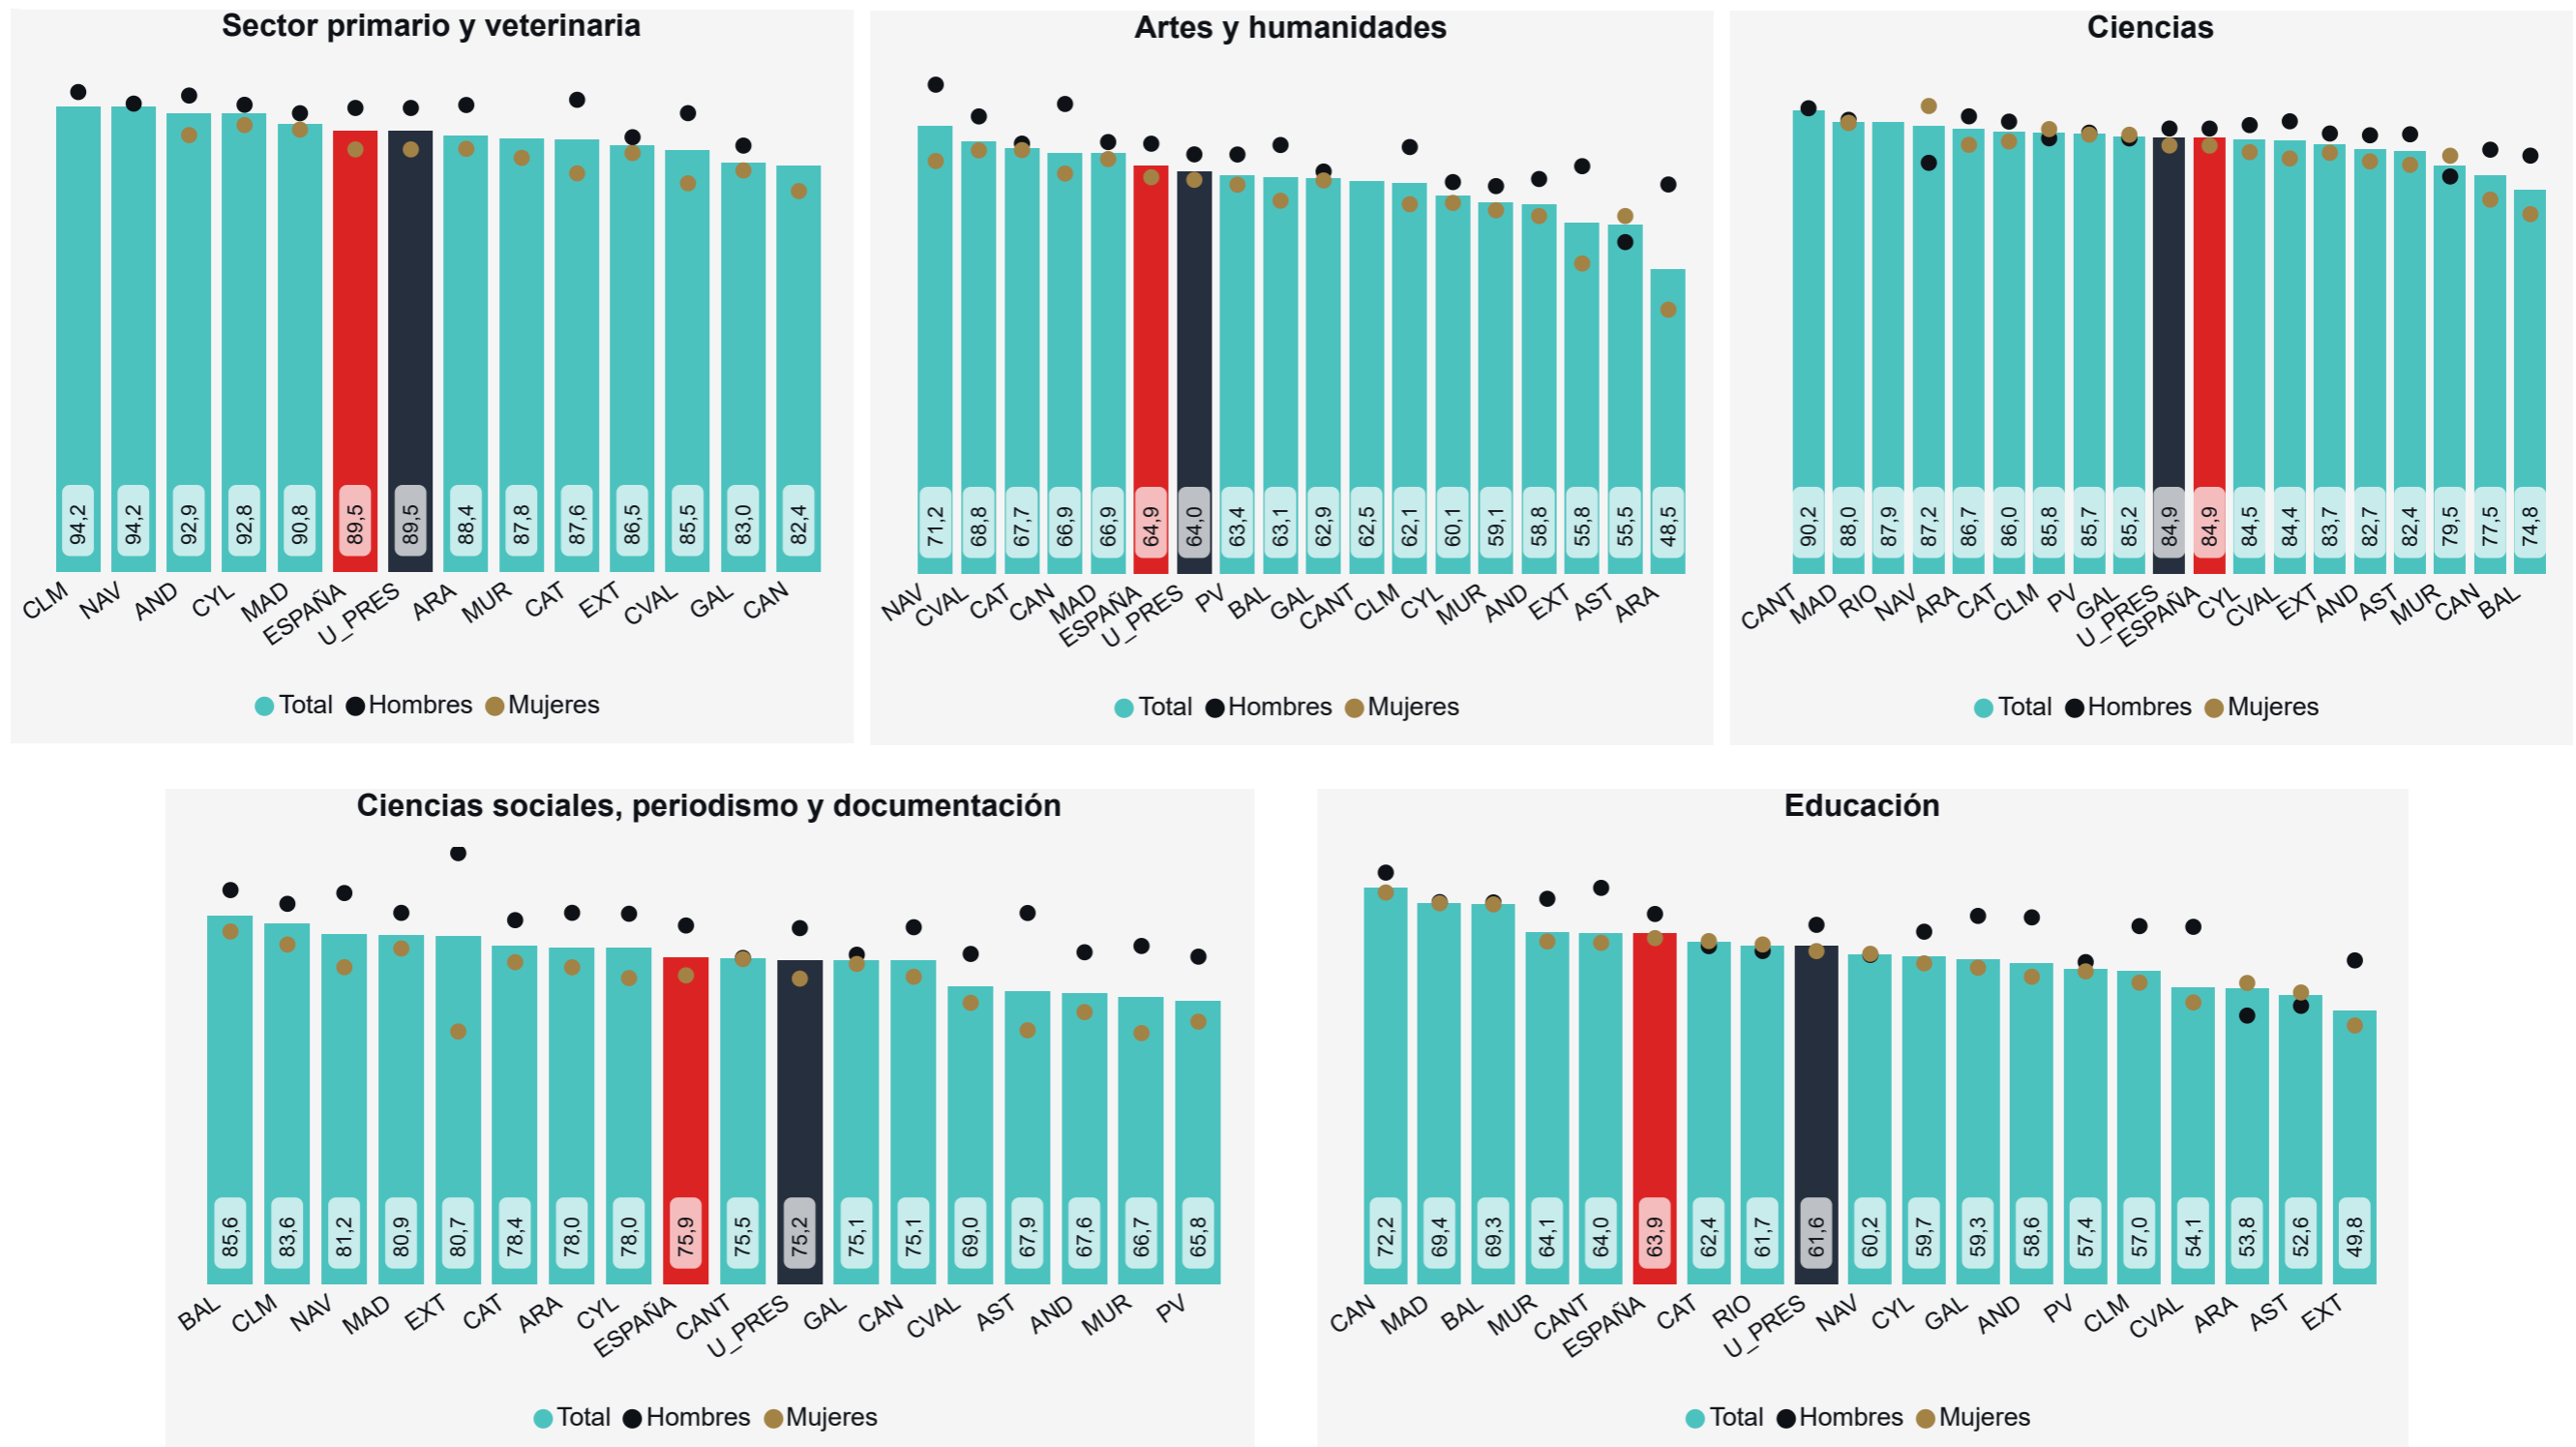 Sector primario y veterinaria
94,2 94,2 92,9 92,8 90,8 89,5 89,5 88,4 87,8 87,6 86,5 85,5 83,0 82,4
CLM NAV AND CYL MAD ESPAÑA U_PRES ARA MUR CAT EXT CVAL GAL CAN
Total Hombres Mujeres
Artes y humanidades
71,2 68,8 67,7 66,9 66,9 64,9 64,0 63,4 63,1 62,9 62,5 62,1 60,1 59,1 58,8 55,8 55,5 48,5
NAV CVAL CAT CAN MAD ESPAÑA U_PRES PV BAL GAL CANT CLM CYL MUR AND EXT AST ARA
Total Hombres Mujeres
Ciencias
90,2 88,0 87,9 87,2 86,7 86,0 85,8 85,7 85,2 84,9 84,9 84,5 84,4 83,7 82,7 82,4 79,5 77,5 74,8
CANT MAD RIO NAV ARA CAT CLM PV GAL U_PRES ESPAÑA CYL CVAL EXT AND AST MUR CAN BAL
Total Hombres Mujeres
Ciencias sociales, periodismo y documentación
85,6 83,6 81,2 80,9 80,7 78,4 78,0 78,0 75,9 75,5 75,2 75,1 75,1 69,0 67,9 67,6 66,7 65,8
BAL CLM NAV MAD EXT CAT ARA CYL ESPAÑA CANT U_PRES GAL CAN CVAL AST AND MUR PV
Total Hombres Mujeres
Educación
72,2 69,4 69,3 64,1 64,0 63,9 62,4 61,7 61,6 60,2 59,7 59,3 58,6 57,4 57,0 54,1 53,8 52,6 49,8
CAN MAD BAL MUR CANT ESPAÑA CAT RIO U_PRES NAV CYL GAL AND PV CLM CVAL ARA AST EXT
Total Hombres Mujeres